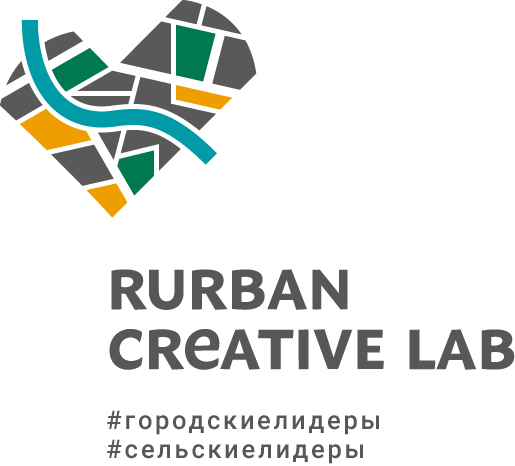 RURBAN
CReATIVE LAB
#городскиелидеры
#сельскиелидеры